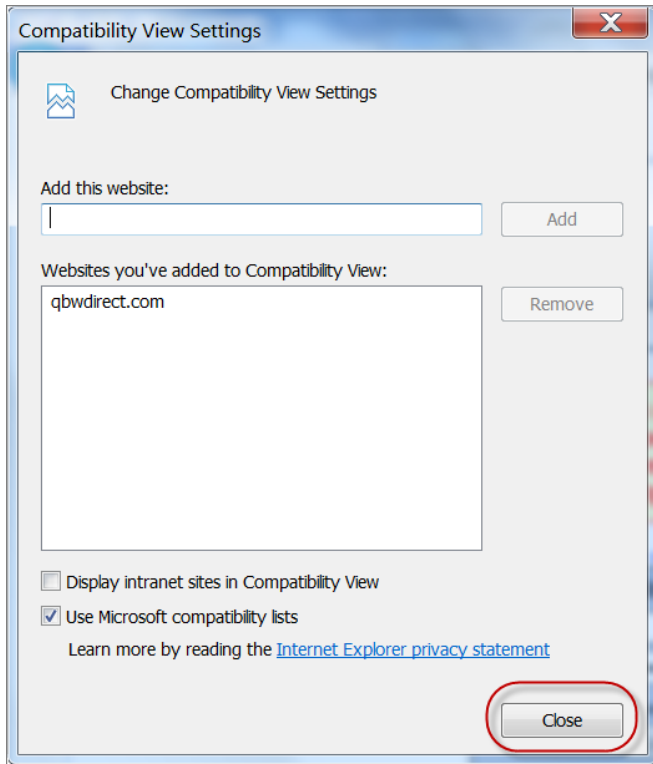 Compatibility View Settings
Change Compatibility View Settings
Add this website:
Add
Websites you've added to Compatibility View:
qbwdirect.com
Remove
Display intranet sites in Compatibility View
Use Microsoft compatibility lists
Learn more by reading the Internet Explorer privacy statement
Close